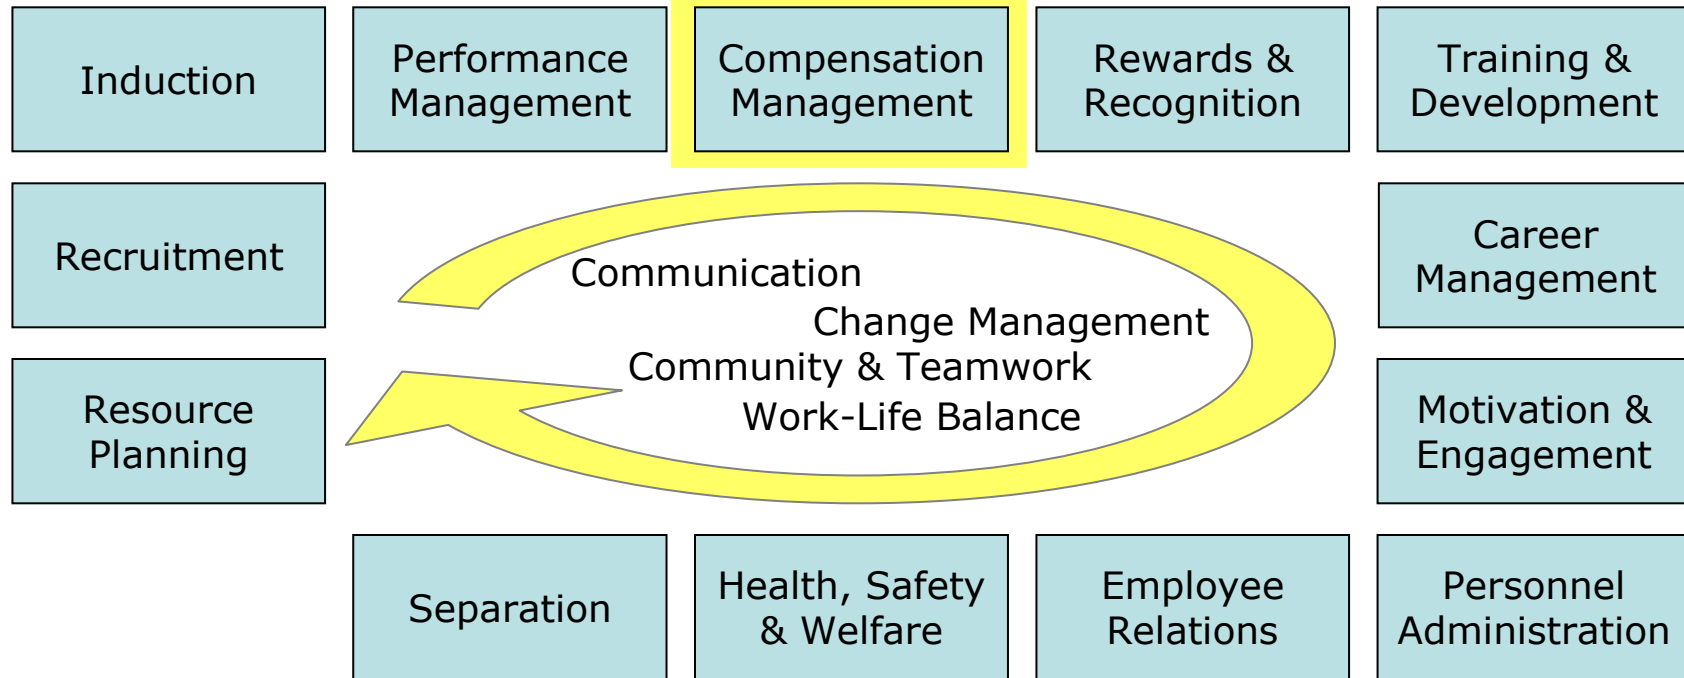 Induction
Performance
Management
Compensation
Management
Rewards &
Recognition
Training &
Development
Recruitment
Communication
Change Management
Community & Teamwork
Work-Life Balance
Career
Management
Resource
Planning
Motivation &
Engagement
Separation
Health, Safety
& Welfare
Employee
Relations
Personnel
Administration